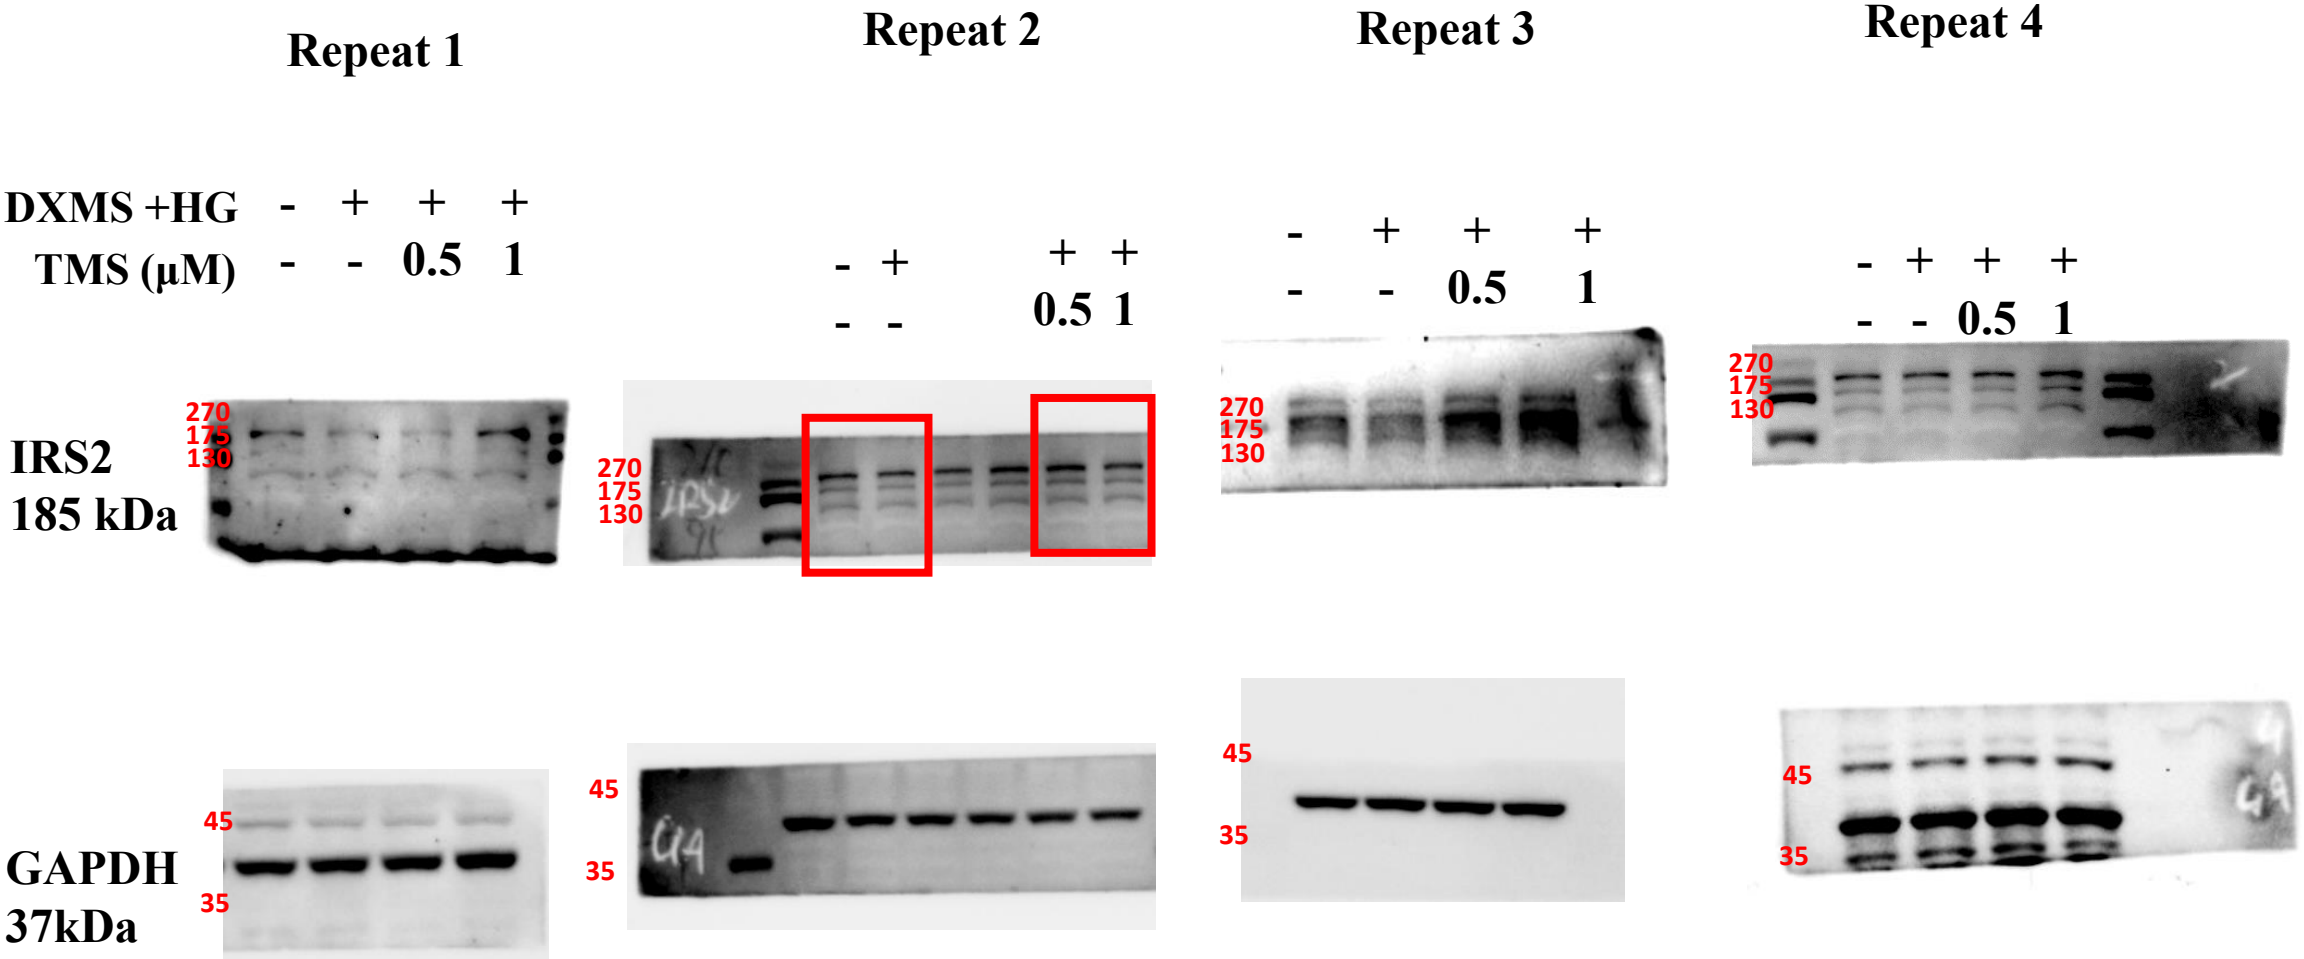 Repeat 1
Repeat 2
Repeat 3
Repeat 4
DXMS +HG - + + +
TMS (μM) - - 0.5 1
- + + +
- - 0.5 1
- + + +
- - 0.5 1
- + + +
- - 0.5 1
IRS2
185 kDa
270
175
130
270
175
130
IRS2
270
175
130
270
175
130
GAPDH
37kDa
45
35
45
35
45
35
45
35